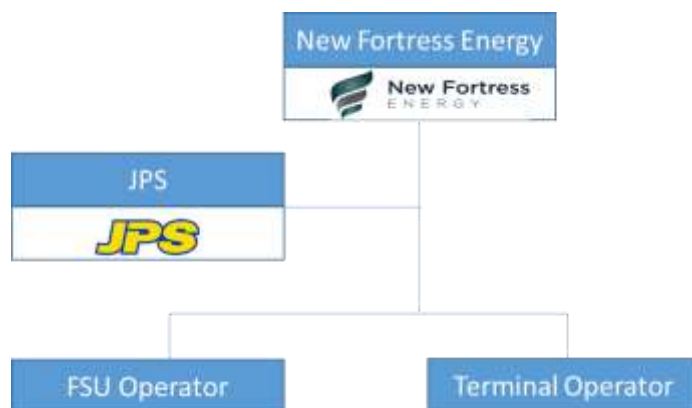 New Fortress Energy
New Fortress
ENERGY
JPS
JPS
FSU Operator
Terminal Operator